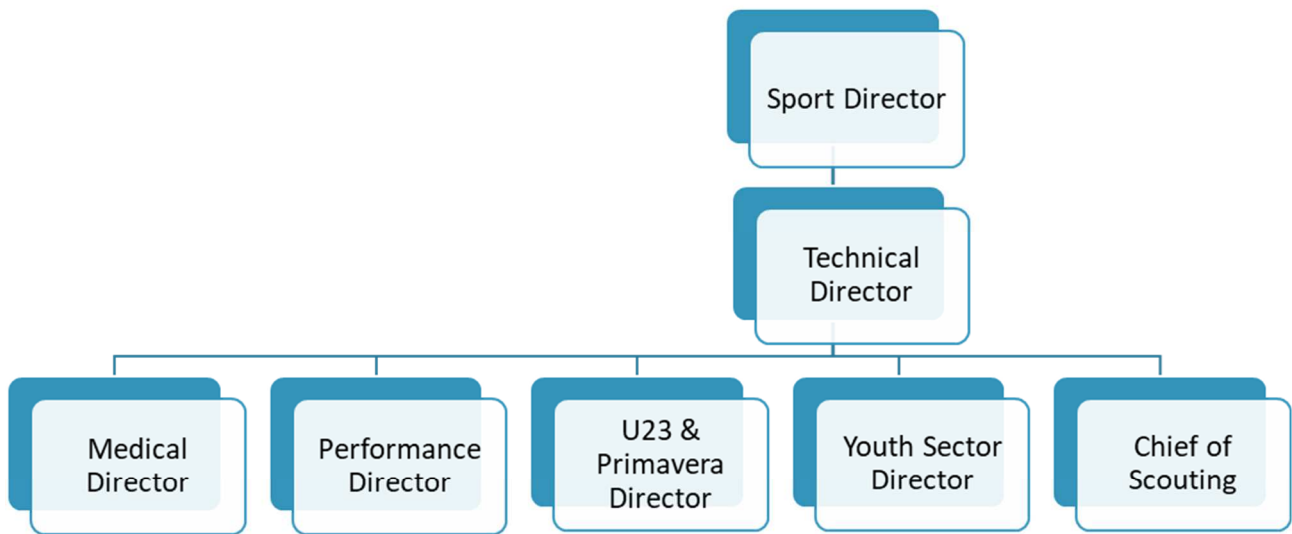 Sport Director
Technical
Director
Medical
Director
Performance
Director
U23 &
Primavera
Director
Youth Sector
Director
Chief of
Scouting